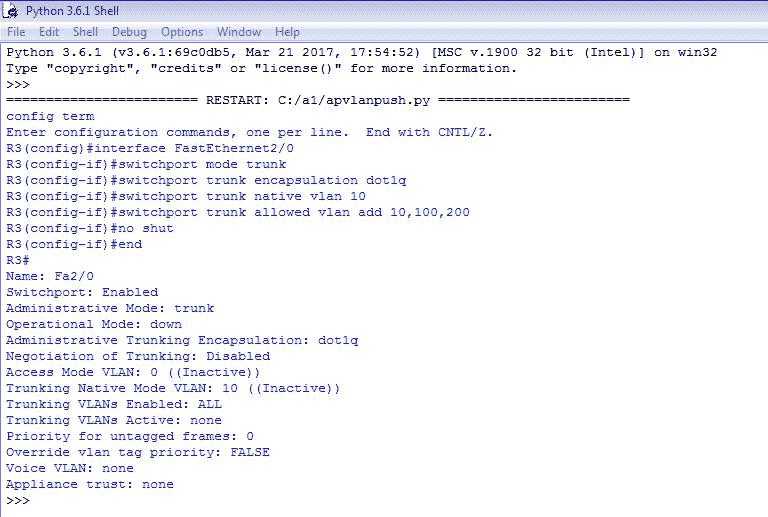 Python 3.6.1 Shell
File Edit Shell Debug Options Window Help
Python 3.6.1 (v3.6.1:69c0db5, Mar 21 2017, 17:54:52) [MSC v.1900 32 bit (Intel)] on win32
Type "copyright", "credits" or "license()" for more information.
>>>
======================== RESTART: C:/a1/apvlanpush.py ========================
config term
Enter configuration commands, one per line.  End with CNTL/Z.
R3(config)#interface FastEthernet2/0
R3(config-if)#switchport mode trunk
R3(config-if)#switchport trunk encapsulation dot1q
R3(config-if)#switchport trunk native vlan 10
R3(config-if)#switchport trunk allowed vlan add 10,100,200
R3(config-if)#no shut
R3(config-if)#end
R3#
Name: Fa2/0
Switchport: Enabled
Administrative Mode: trunk
Operational Mode: down
Administrative Trunking Encapsulation: dot1q
Negotiation of Trunking: Disabled
Access Mode VLAN: 0 ((Inactive))
Trunking Native Mode VLAN: 10 ((Inactive))
Trunking VLANs Enabled: ALL
Trunking VLANs Active: none
Priority for untagged frames: 0
Override vlan tag priority: FALSE
Voice VLAN: none
Appliance trust: none
>>>